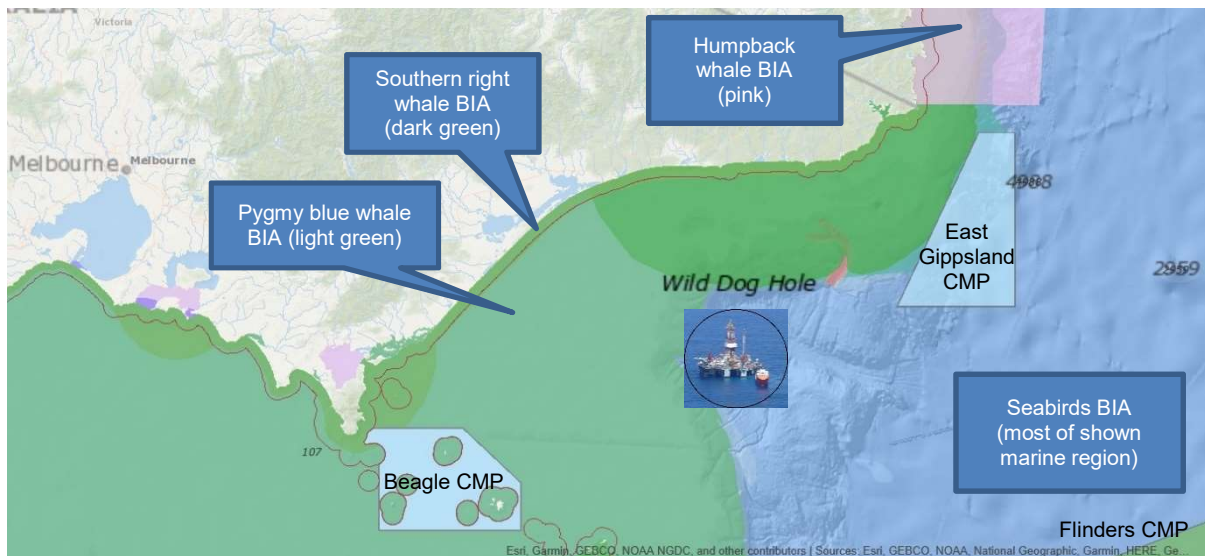 RALIA
Victoria
Humpback
whale BIA
(pink)
Southern right
whale BIA
(dark green)
Melbourne
Melbourne
Pygmy blue whale
BIA (light green)
4988
East
Gippsland
CMP
2959
Wild Dog Hole
Seabirds BIA
(most of shown
marine region)
107
Beagle CMP
Flinders CMP
Esri, Garmin, GEBCO, NOAA NGDC, and other contributors | Sources: Esri, GEBCO, NOAA, National Geographic, Garmin, HERE, Ge...